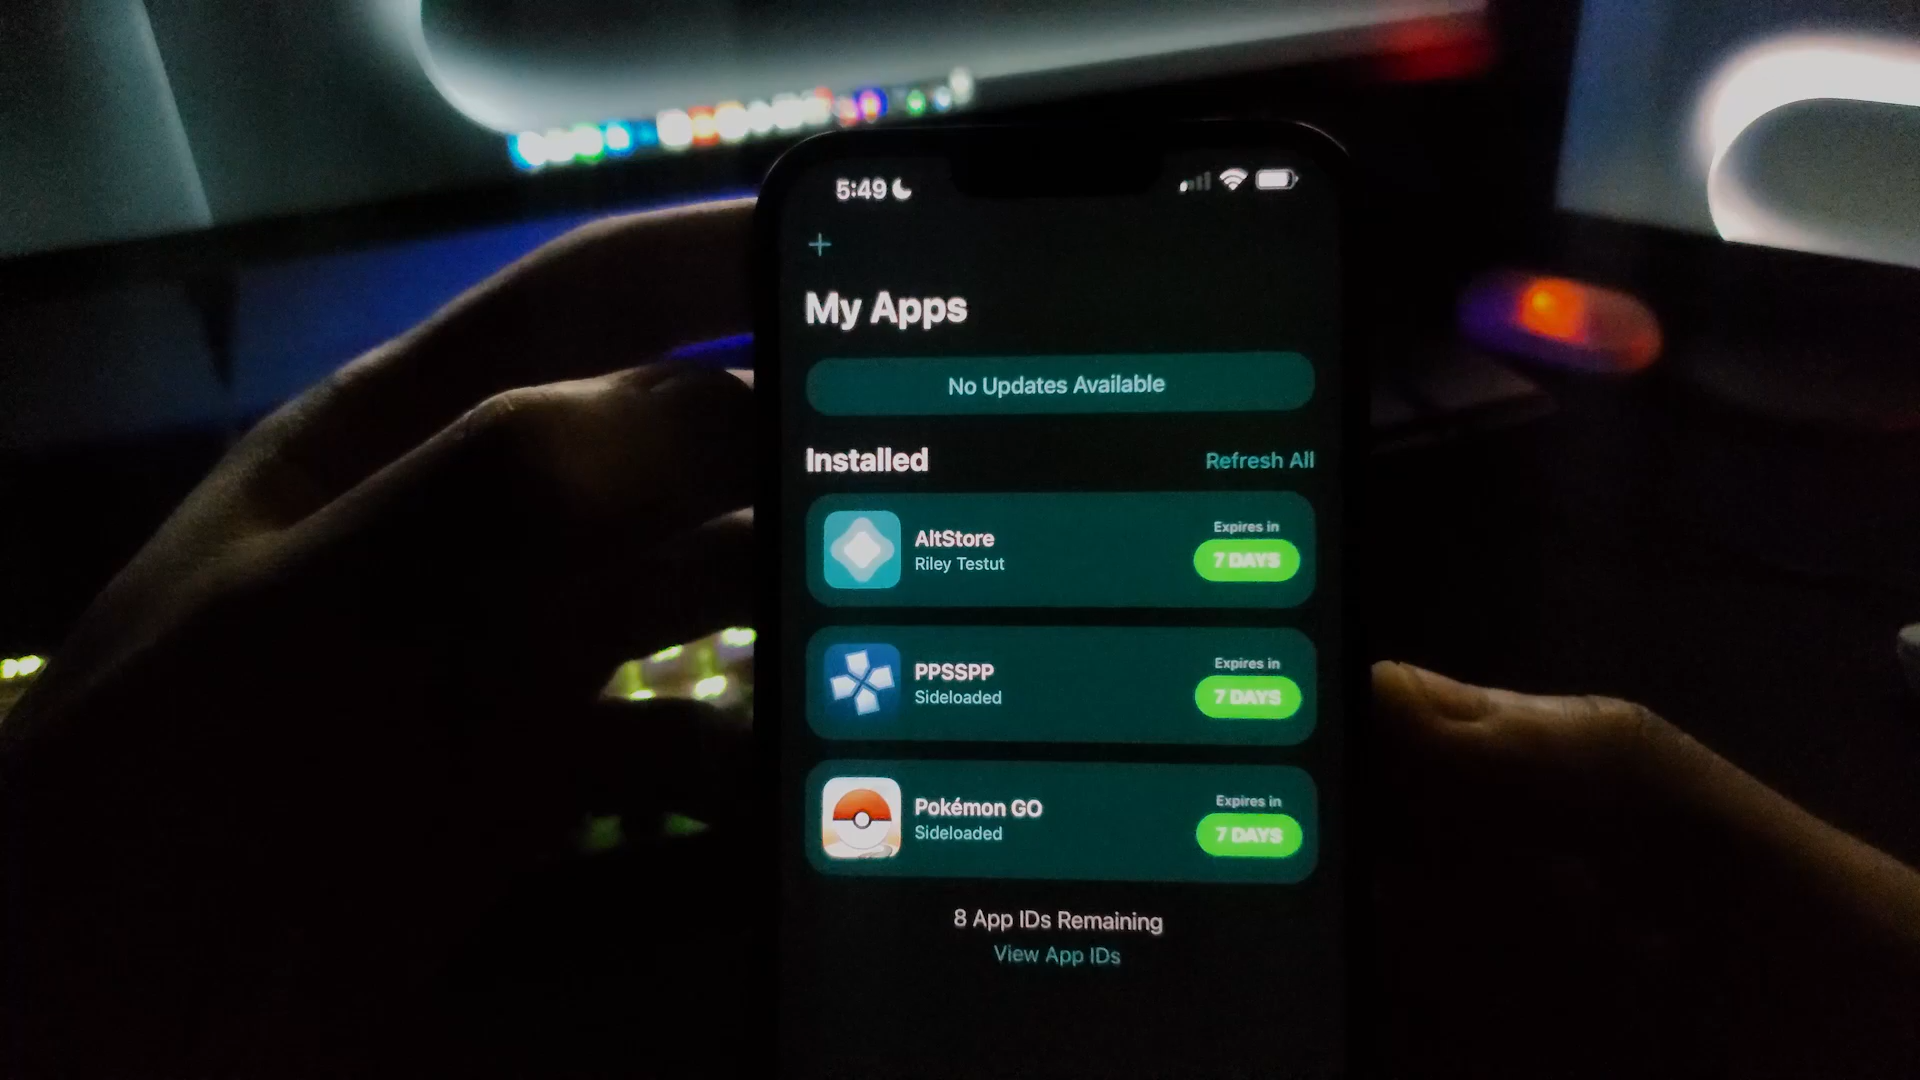 5:49
+
My Apps
No Updates Available
Installed
Refresh All
AltStore
Riley Testut
Expires in
7 DAYS
PPSSPP
Sideloaded
Expires in
7 DAYS
Pokémon GO
Sideloaded
Expires in
7 DAYS
8 App IDs Remaining
View App IDs